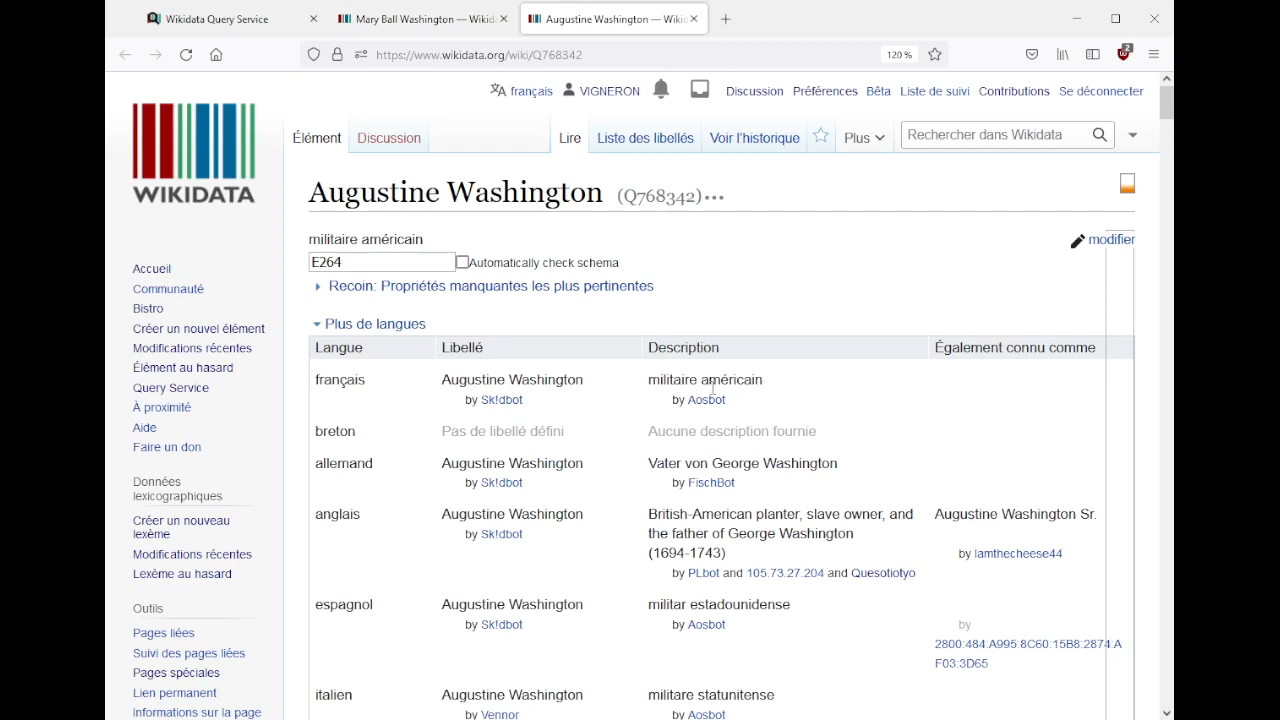 Wikidata Query Service
Mary Ball Washington — Wikid
Augustine Washington — Wiki
https://www.wikidata.org/wiki/Q768342
120 %
2
français VIGNERON Discussion Préférences Bêta Liste de suivi Contributions Se déconnecter
WIKIDATA
Élément Discussion Lire Liste des libellés Voir l'historique Plus Rechercher dans Wikidata
Augustine Washington (Q768342)
militaire américain
modifier
E264 Automatically check schema
Recoin: Propriétés manquantes les plus pertinentes
Plus de langues
Langue Libellé Description Également connu comme
français Augustine Washington militaire américain
by Sk!dbot by Aosbot
breton Pas de libellé défini Aucune description fournie
allemand Augustine Washington Vater von George Washington
by Sk!dbot by FischBot
anglais Augustine Washington British-American planter, slave owner, and Augustine Washington Sr.
by Sk!dbot the father of George Washington
(1694-1743) by Iamthecheese44
by PLbot and 105.73.27.204 and Quesotiotyo
espagnol Augustine Washington militar estadounidense
by Sk!dbot by Aosbot by
2800:484:A995:8C60:15B8:2874:A
F03:3D65
italien Augustine Washington militare statunitense
by Vennor by Aosbot
Accueil
Communauté
Bistro
Créer un nouvel élément
Modifications récentes
Élément au hasard
Query Service
À proximité
Aide
Faire un don
Données
lexicographiques
Créer un nouveau
lexème
Modifications récentes
Lexème au hasard
Outils
Pages liées
Suivi des pages liées
Pages spéciales
Lien permanent
Informations sur la page